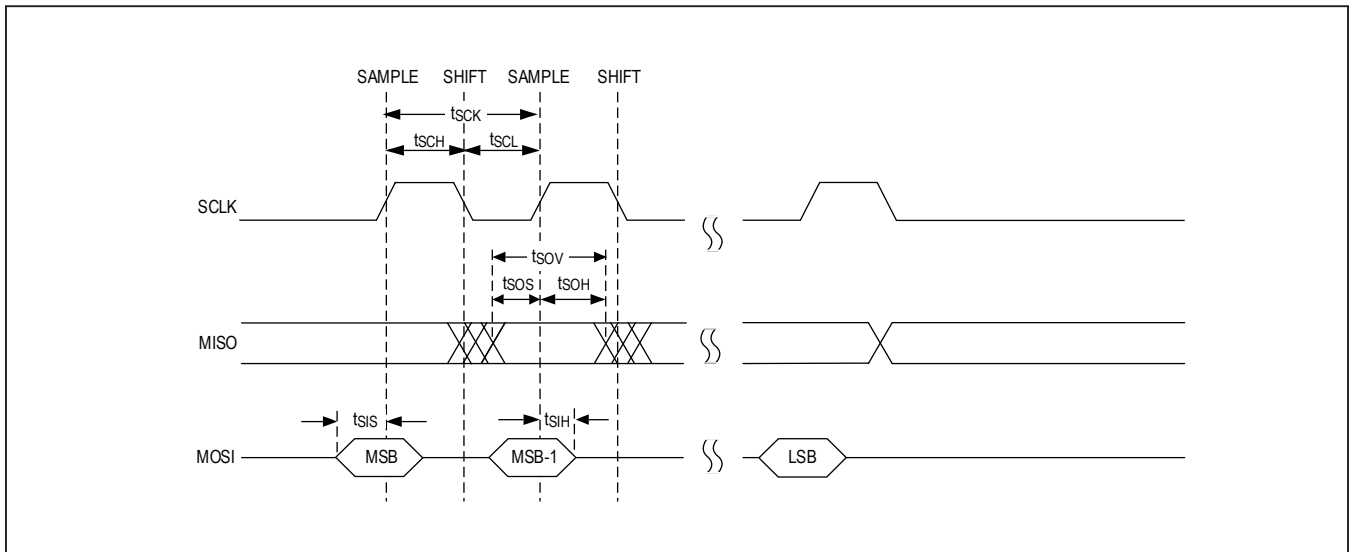 SAMPLE SHIFT SAMPLE SHIFT
tSCK
tSCH tSCL
SCLK
tSOV
tSOS tSOH
MISO
tSIS tSIH
MOSI MSB MSB-1 LSB